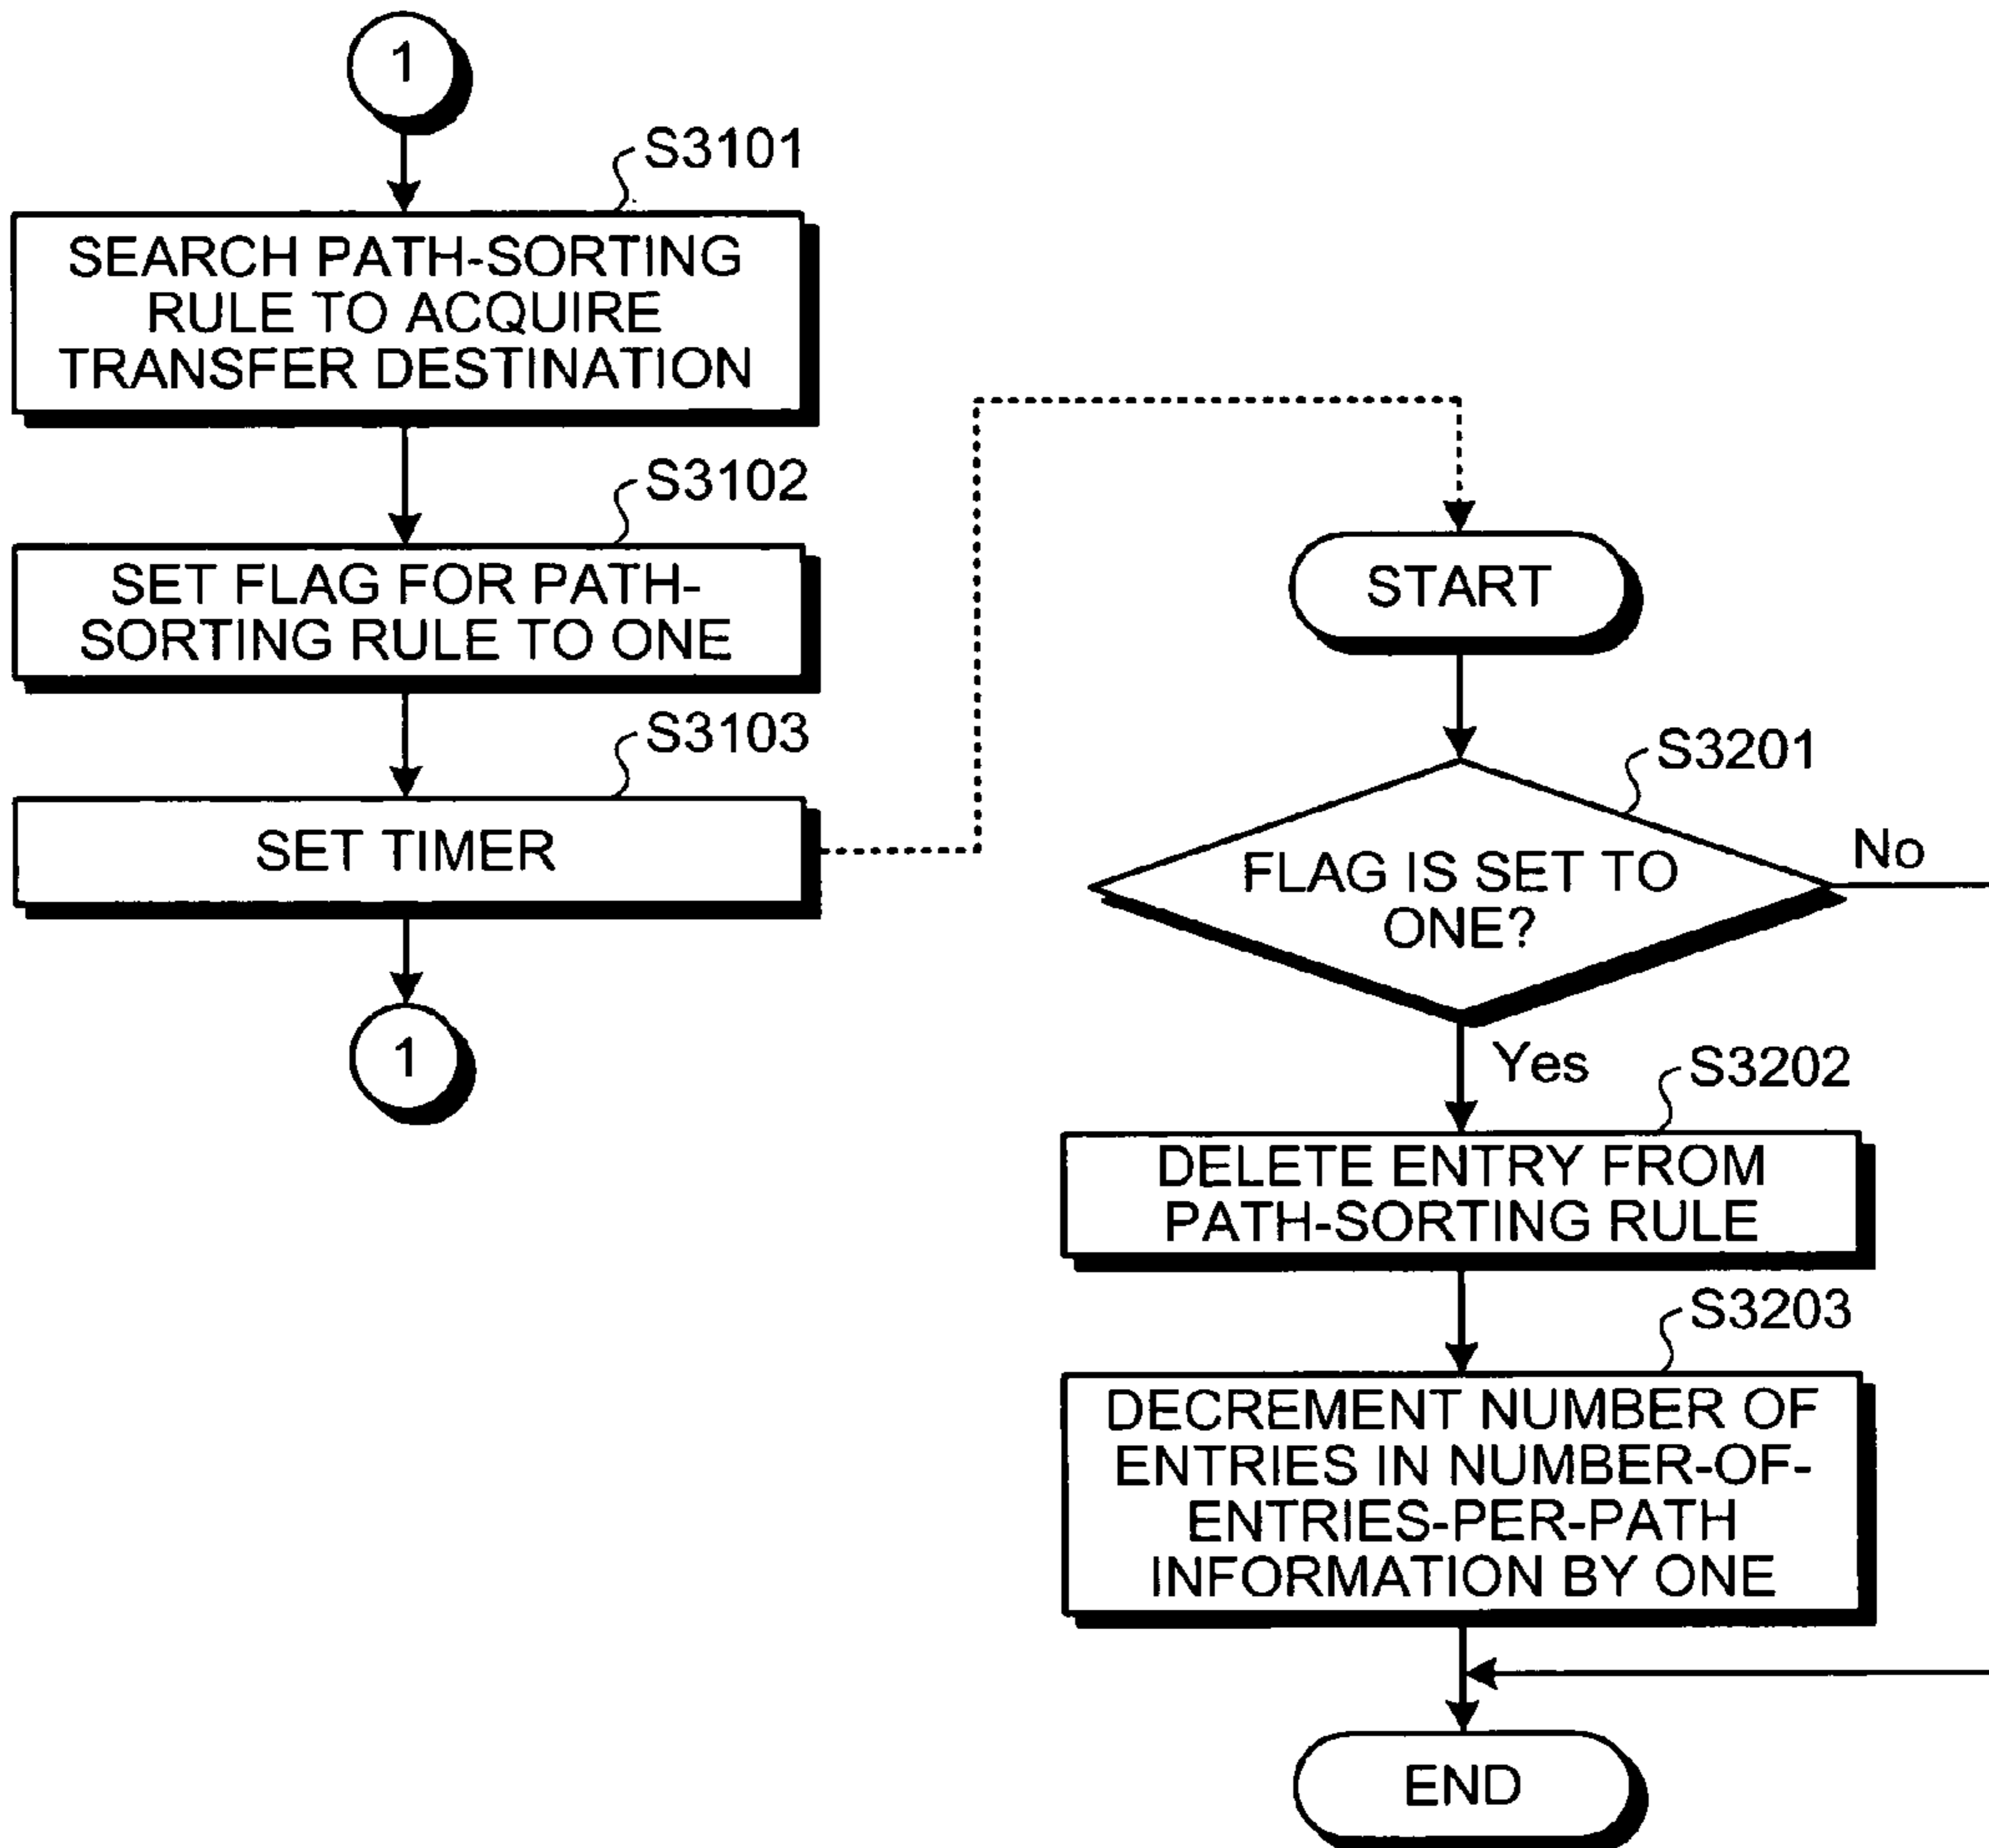 1
S3101
SEARCH PATH-SORTING
RULE TO ACQUIRE
TRANSFER DESTINATION
S3102
SET FLAG FOR PATH-
SORTING RULE TO ONE
S3103
SET TIMER
1
START
S3201
FLAG IS SET TO
ONE?
No
Yes
S3202
DELETE ENTRY FROM
PATH-SORTING RULE
S3203
DECREMENT NUMBER OF
ENTRIES IN NUMBER-OF-
ENTRIES-PER-PATH
INFORMATION BY ONE
END